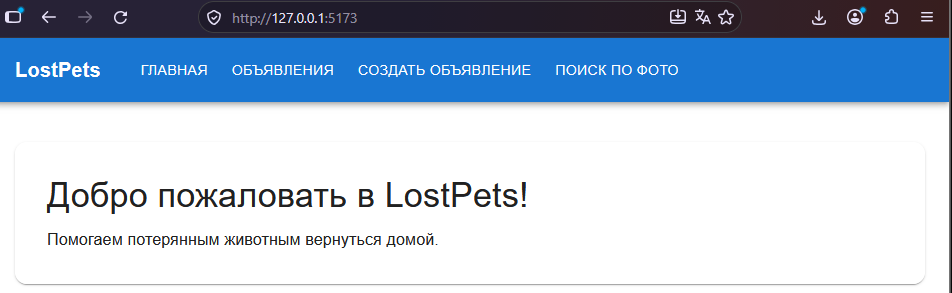 http://127.0.0.1:5173
LostPets ГЛАВНАЯ ОБЪЯВЛЕНИЯ СОЗДАТЬ ОБЪЯВЛЕНИЕ ПОИСК ПО ФОТО
Добро пожаловать в LostPets!
Помогаем потерянным животным вернуться домой.